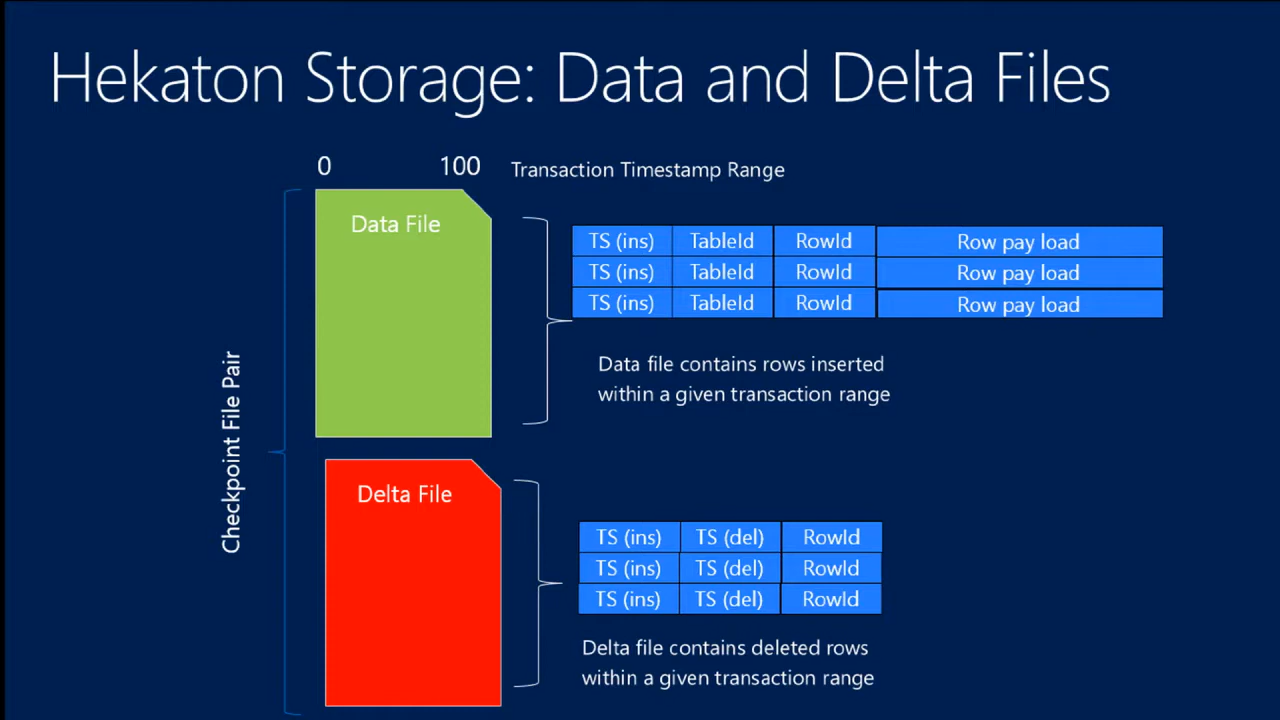 Hekaton Storage: Data and Delta Files
0 100 Transaction Timestamp Range
Data File
TS (ins) TableId RowId Row pay load
TS (ins) TableId RowId Row pay load
TS (ins) TableId RowId Row pay load
Data file contains rows inserted
within a given transaction range
Checkpoint File Pair
Delta File
TS (ins) TS (del) RowId
TS (ins) TS (del) RowId
TS (ins) TS (del) RowId
Delta file contains deleted rows
within a given transaction range